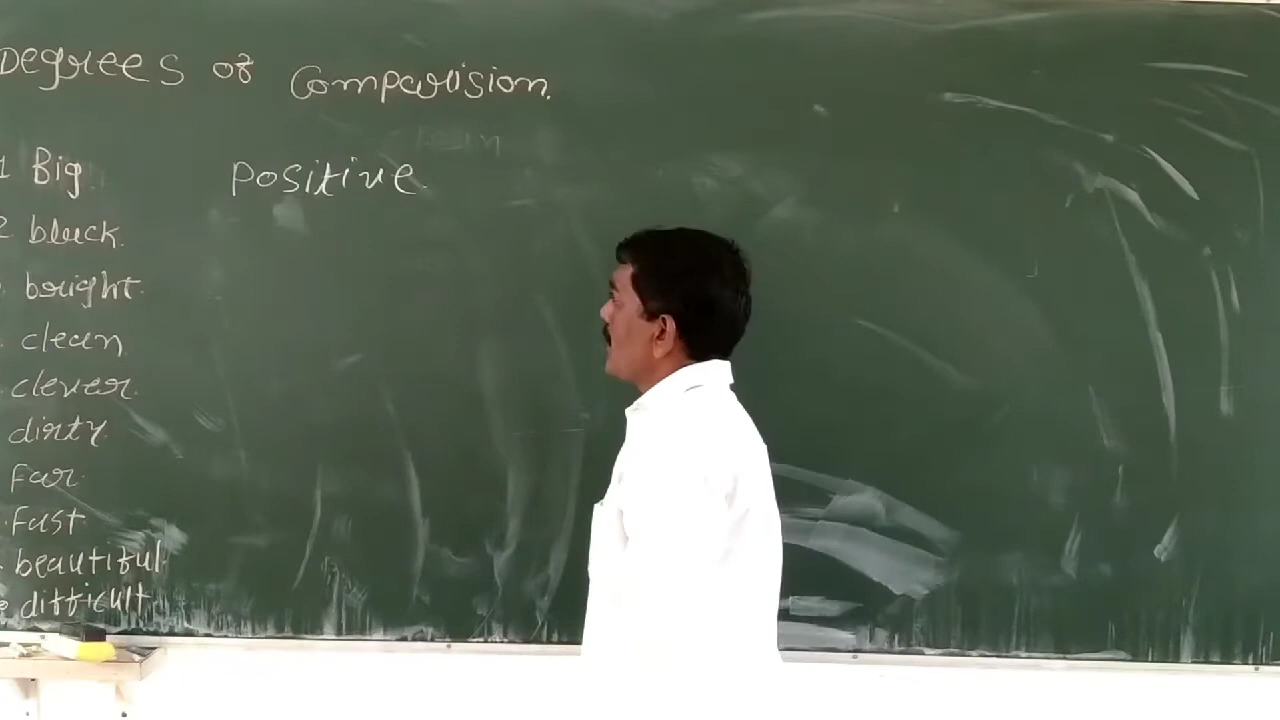 Degrees of Comparision.
1 Big positive
2 black.
bright.
clean
clever.
dirty.
Far.
Fast
beautiful.
difficult.